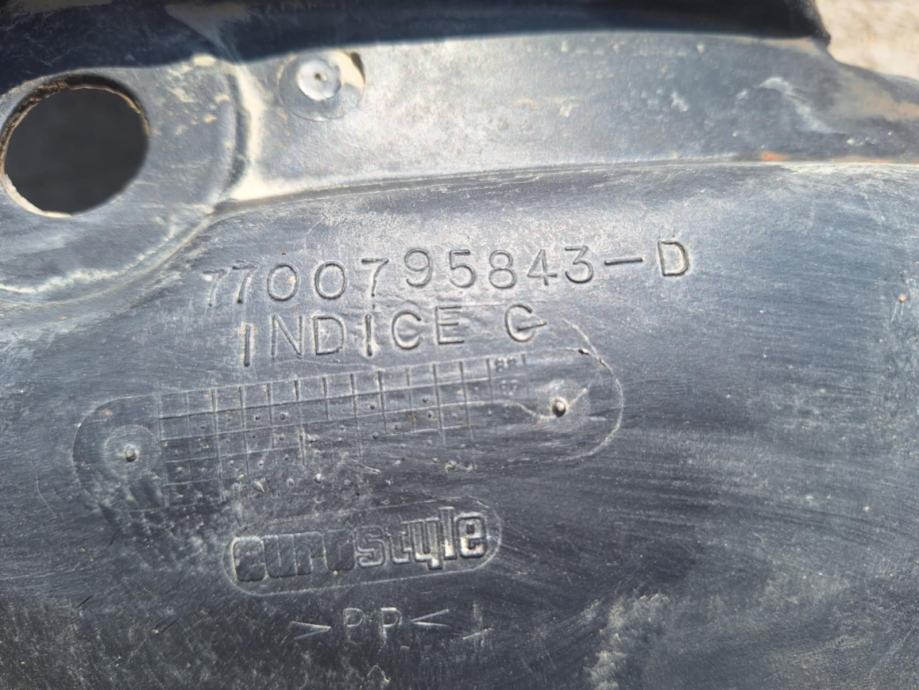 7700795843-D
INDICE G
eurostyle
>PP<